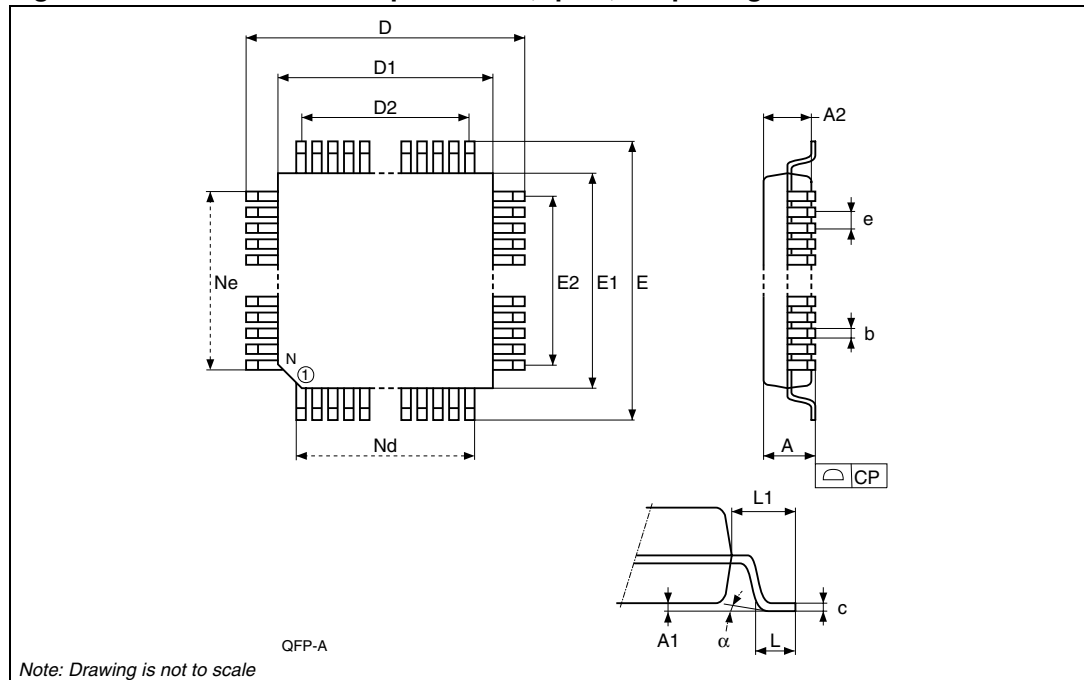 D
D1
D2
A2
e
Ne
E2
E1
E
b
N
1
Nd
A
CP
L1
c
A1
α
L
QFP-A
Note: Drawing is not to scale